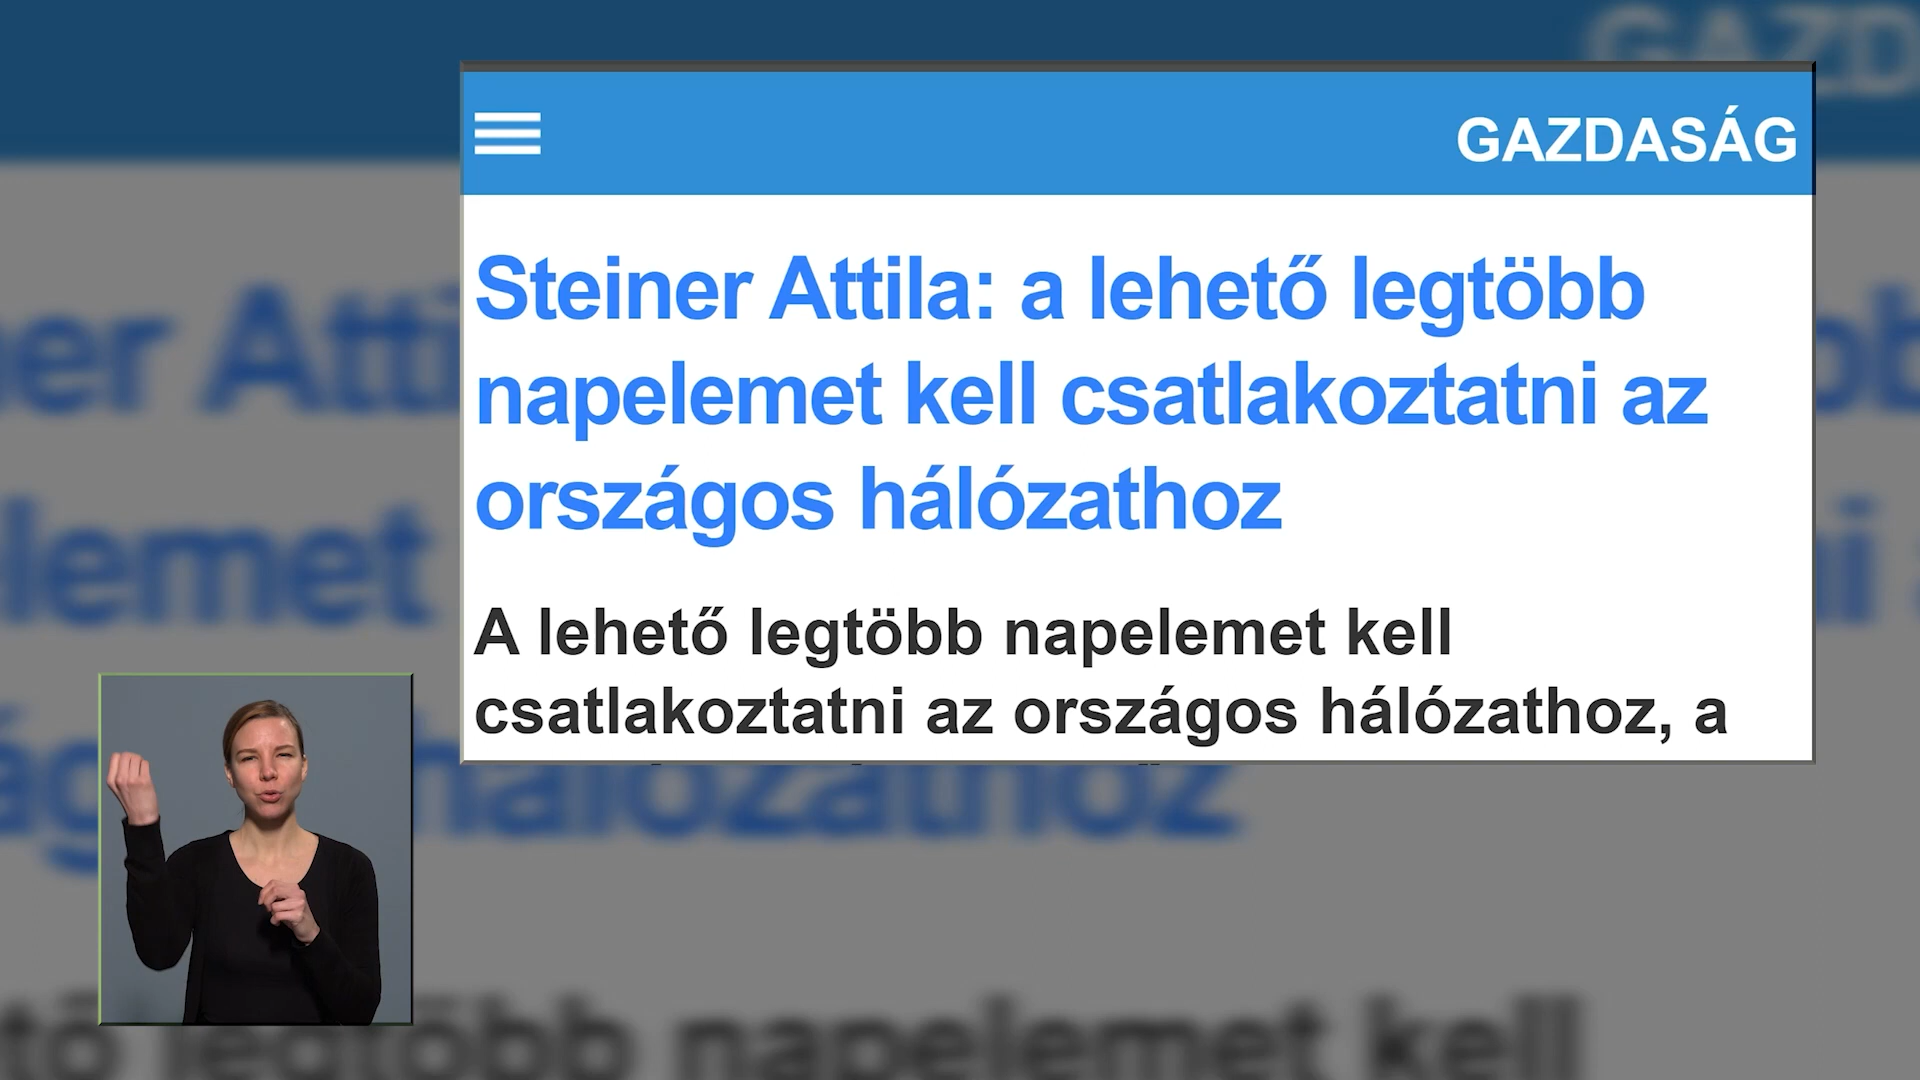 GAZDASÁG
Steiner Attila: a lehető legtöbb
napelemet kell csatlakoztatni az
országos hálózathoz
A lehető legtöbb napelemet kell
csatlakoztatni az országos hálózathoz, a